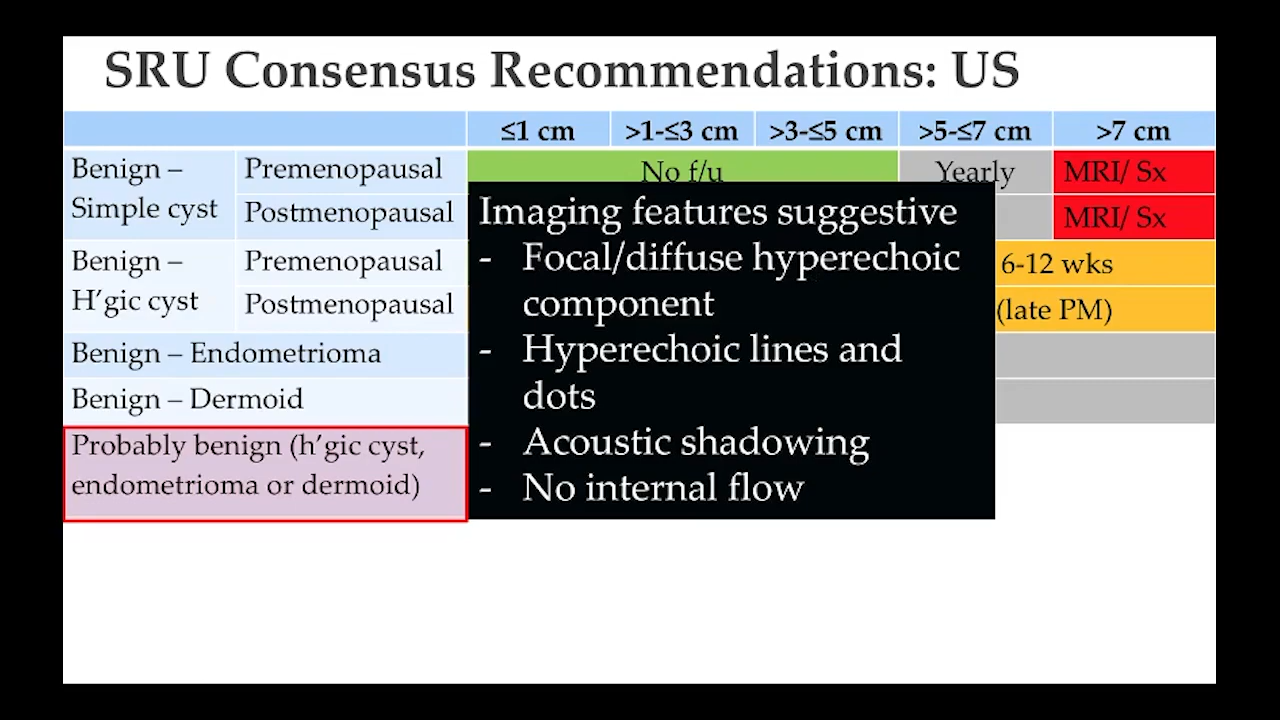 SRU Consensus Recommendations: US
≤1 cm >1-≤3 cm >3-≤5 cm >5-≤7 cm >7 cm
Benign – Simple cyst
Premenopausal No f/u Yearly MRI/ Sx
Postmenopausal MRI/ Sx
Benign – H’gic cyst
Premenopausal 6-12 wks
Postmenopausal (late PM)
Benign – Endometrioma
Benign – Dermoid
Probably benign (h’gic cyst,
endometrioma or dermoid)
Imaging features suggestive
- Focal/diffuse hyperechoic
component
- Hyperechoic lines and
dots
- Acoustic shadowing
- No internal flow